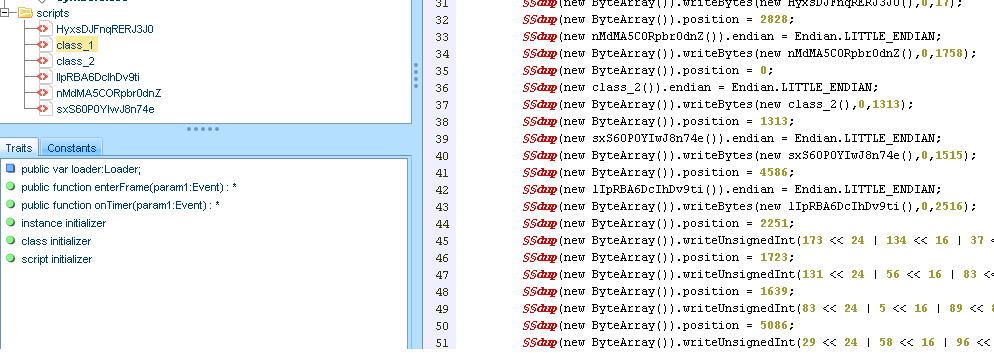 scripts
HyxsDJFnqRERJ3J0
class_1
class_2
lIpRBA6DcIhDv9ti
nMdMA5CORpbr0dnZ
sxS60P0YIwJ8n74e
Traits
Constants
public var loader:Loader;
public function enterFrame(param1:Event) : *
public function onTimer(param1:Event) : *
instance initializer
class initializer
script initializer
31 §§dup(new ByteArray()).writeBytes(new HyxsDJFnqRERJ3J0(),0,17);
32 §§dup(new ByteArray()).position = 2828;
33 §§dup(new nMdMA5CORpbr0dnZ()).endian = Endian.LITTLE_ENDIAN;
34 §§dup(new ByteArray()).writeBytes(new nMdMA5CORpbr0dnZ(),0,1758);
35 §§dup(new ByteArray()).position = 0;
36 §§dup(new class_2()).endian = Endian.LITTLE_ENDIAN;
37 §§dup(new ByteArray()).writeBytes(new class_2(),0,1313);
38 §§dup(new ByteArray()).position = 1313;
39 §§dup(new sxS60P0YIwJ8n74e()).endian = Endian.LITTLE_ENDIAN;
40 §§dup(new ByteArray()).writeBytes(new sxS60P0YIwJ8n74e(),0,1515);
41 §§dup(new ByteArray()).position = 4586;
42 §§dup(new lIpRBA6DcIhDv9ti()).endian = Endian.LITTLE_ENDIAN;
43 §§dup(new ByteArray()).writeBytes(new lIpRBA6DcIhDv9ti(),0,2516);
44 §§dup(new ByteArray()).position = 2251;
45 §§dup(new ByteArray()).writeUnsignedInt(173 << 24 | 134 << 16 | 37 <
46 §§dup(new ByteArray()).position = 1723;
47 §§dup(new ByteArray()).writeUnsignedInt(131 << 24 | 56 << 16 | 83 <<
48 §§dup(new ByteArray()).position = 1639;
49 §§dup(new ByteArray()).writeUnsignedInt(83 << 24 | 5 << 16 | 89 <<
50 §§dup(new ByteArray()).position = 5086;
51 §§dup(new ByteArray()).writeUnsignedInt(29 << 24 | 58 << 16 | 96 <<